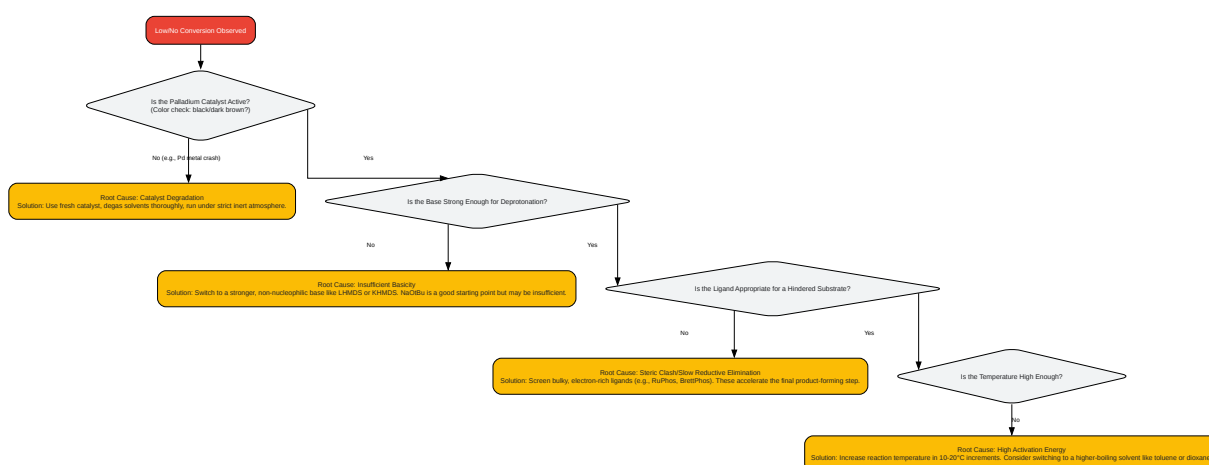 Low/No Conversion Observed
Is the Palladium Catalyst Active?
(Color check: black/dark brown?)
No (e.g., Pd metal crash)
Yes
Root Cause: Catalyst Degradation
Solution: Use fresh catalyst, degas solvents thoroughly, run under strict inert atmosphere.
Is the Base Strong Enough for Deprotonation?
No
Yes
Root Cause: Insufficient Basicity
Solution: Switch to a stronger, non-nucleophilic base like LHMDS or KHMDS. NaOtBu is a good starting point but may be insufficient.
Is the Ligand Appropriate for a Hindered Substrate?
No
Yes
Root Cause: Steric Clash/Slow Reductive Elimination
Solution: Screen bulky, electron-rich ligands (e.g., RuPhos, BrettPhos). These accelerate the final product-forming step.
Is the Temperature High Enough?
No
Root Cause: High Activation Energy
Solution: Increase reaction temperature in 10-20°C increments. Consider switching to a higher-boiling solvent like toluene or dioxane